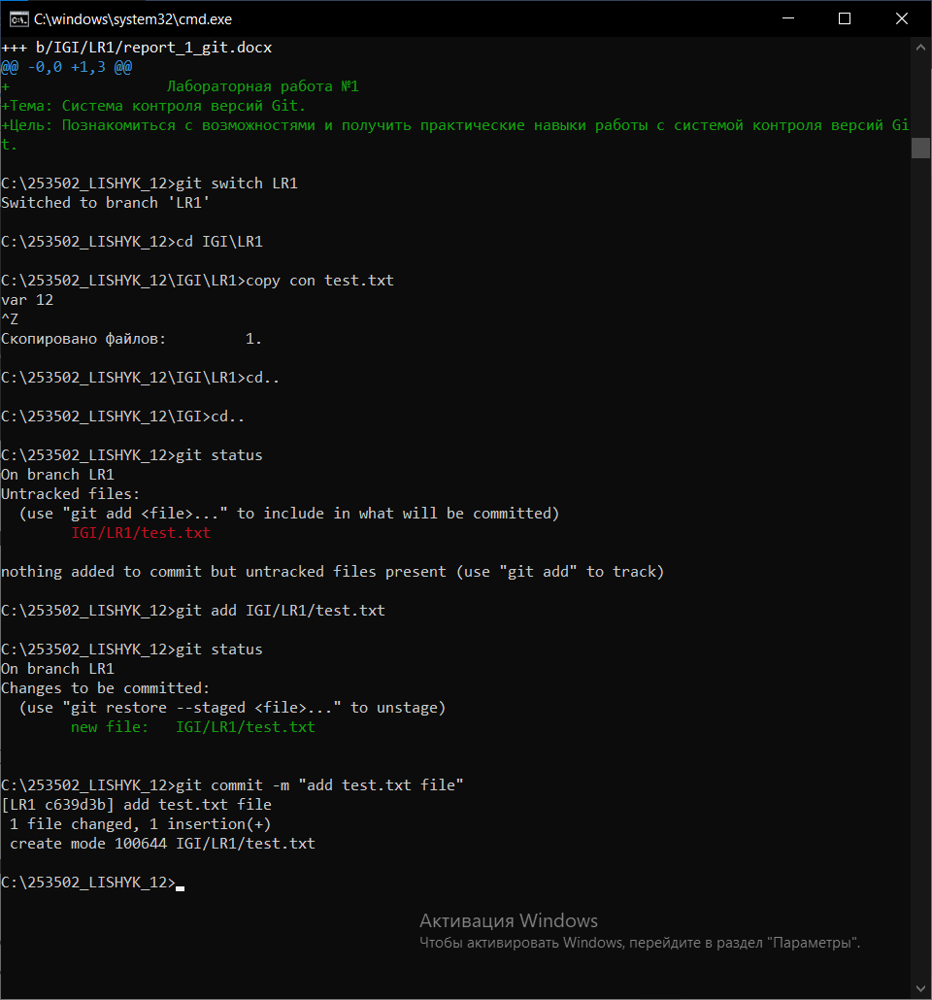 C:\windows\system32\cmd.exe
+++ b/IGI/LR1/report_1_git.docx
@@ -0,0 +1,3 @@
+                  Лабораторная работа №1
+Тема: Система контроля версий Git.
+Цель: Познакомиться с возможностями и получить практические навыки работы с системой контроля версий Gi
t.
C:\253502_LISHYK_12>git switch LR1
Switched to branch 'LR1'
C:\253502_LISHYK_12>cd IGI\LR1
C:\253502_LISHYK_12\IGI\LR1>copy con test.txt
var 12
^Z
Скопировано файлов:         1.
C:\253502_LISHYK_12\IGI\LR1>cd..
C:\253502_LISHYK_12\IGI>cd..
C:\253502_LISHYK_12>git status
On branch LR1
Untracked files:
  (use "git add <file>..." to include in what will be committed)
        IGI/LR1/test.txt
nothing added to commit but untracked files present (use "git add" to track)
C:\253502_LISHYK_12>git add IGI/LR1/test.txt
C:\253502_LISHYK_12>git status
On branch LR1
Changes to be committed:
  (use "git restore --staged <file>..." to unstage)
        new file:   IGI/LR1/test.txt
C:\253502_LISHYK_12>git commit -m "add test.txt file"
[LR1 c639d3b] add test.txt file
 1 file changed, 1 insertion(+)
 create mode 100644 IGI/LR1/test.txt
C:\253502_LISHYK_12>
Активация Windows
Чтобы активировать Windows, перейдите в раздел "Параметры".